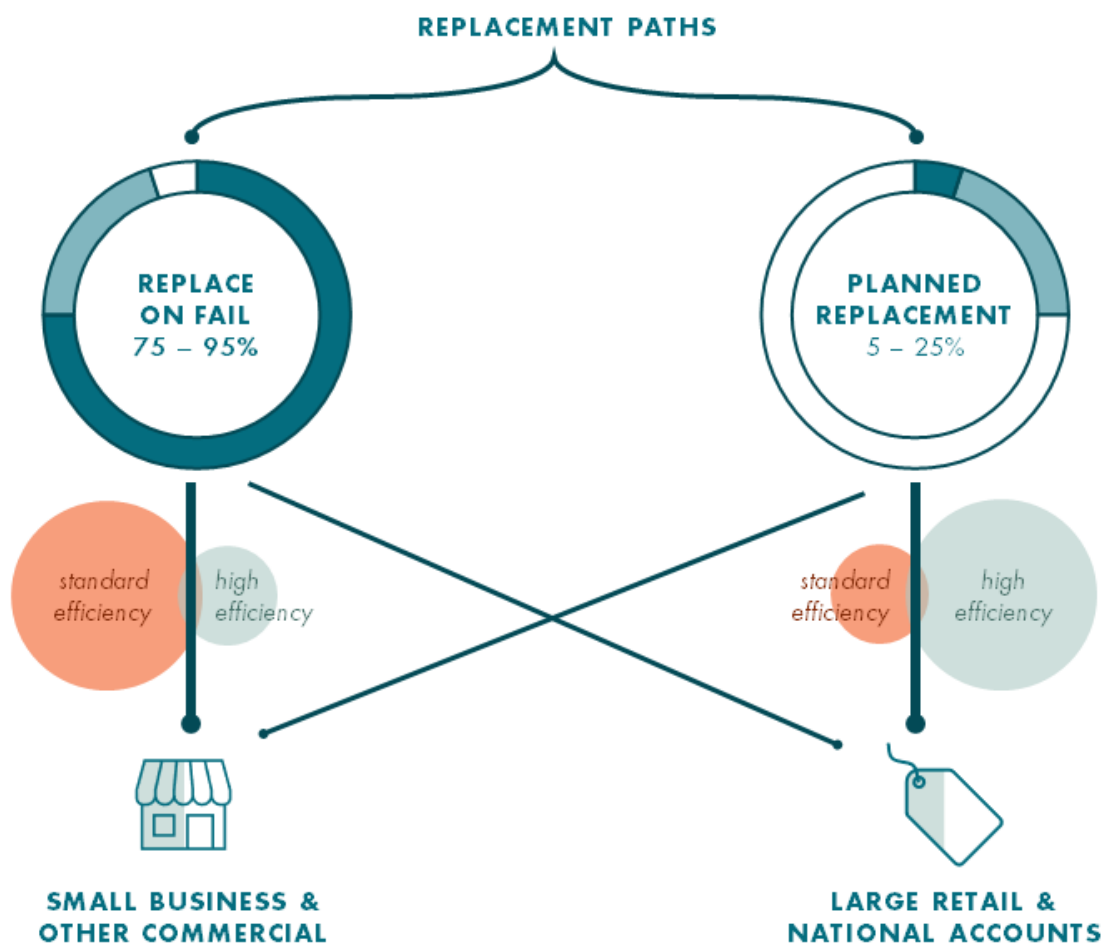 REPLACEMENT PATHS
REPLACE
ON FAIL
75 – 95%
PLANNED
REPLACEMENT
5 – 25%
standard
efficiency
high
efficiency
standard
efficiency
high
efficiency
SMALL BUSINESS &
OTHER COMMERCIAL
LARGE RETAIL &
NATIONAL ACCOUNTS